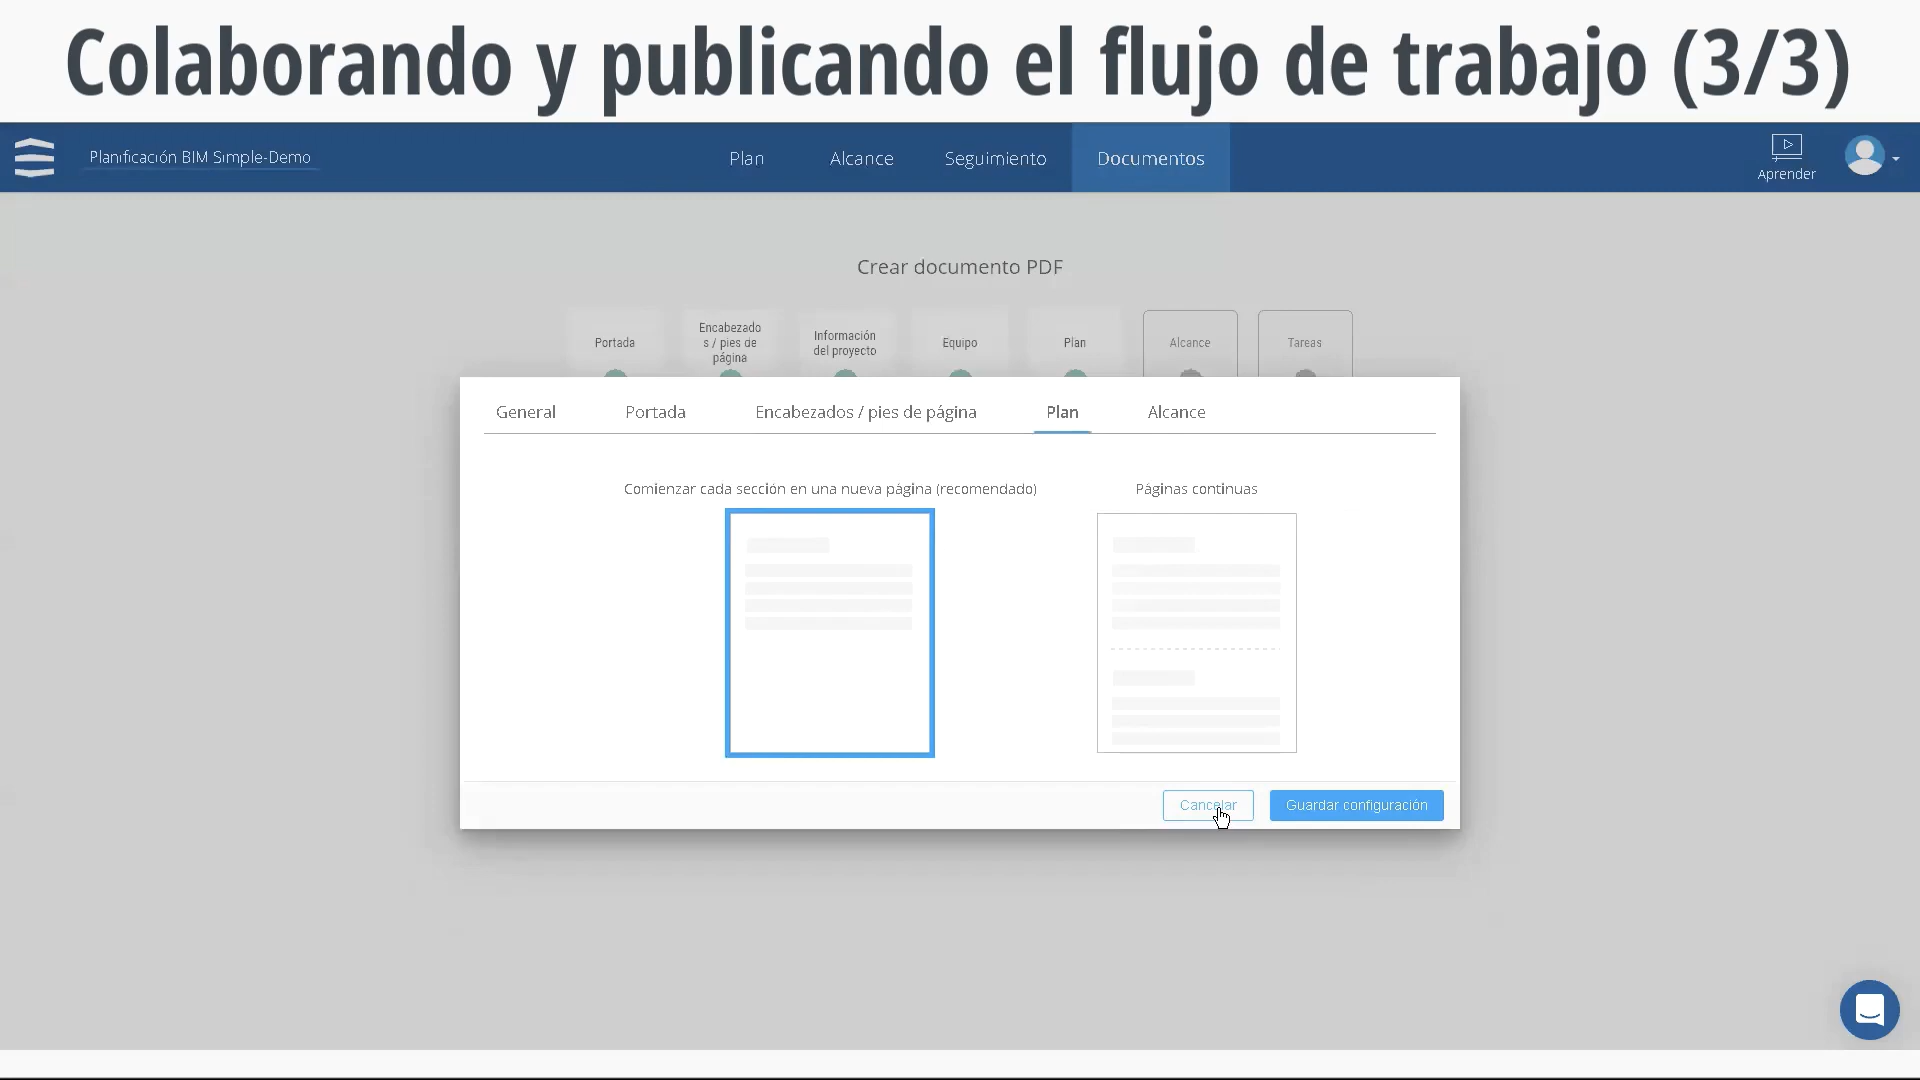 Colaborando y publicando el flujo de trabajo (3/3)
Planificación BIM Simple-Demo
Plan
Alcance
Seguimiento
Documentos
Aprender
Crear documento PDF
Portada
Encabezado
s / pies de
página
Información
del proyecto
Equipo
Plan
Alcance
Tareas
General
Portada
Encabezados / pies de página
Plan
Alcance
Comienzar cada sección en una nueva página (recomendado)
Páginas continuas
Cancelar
Guardar configuración